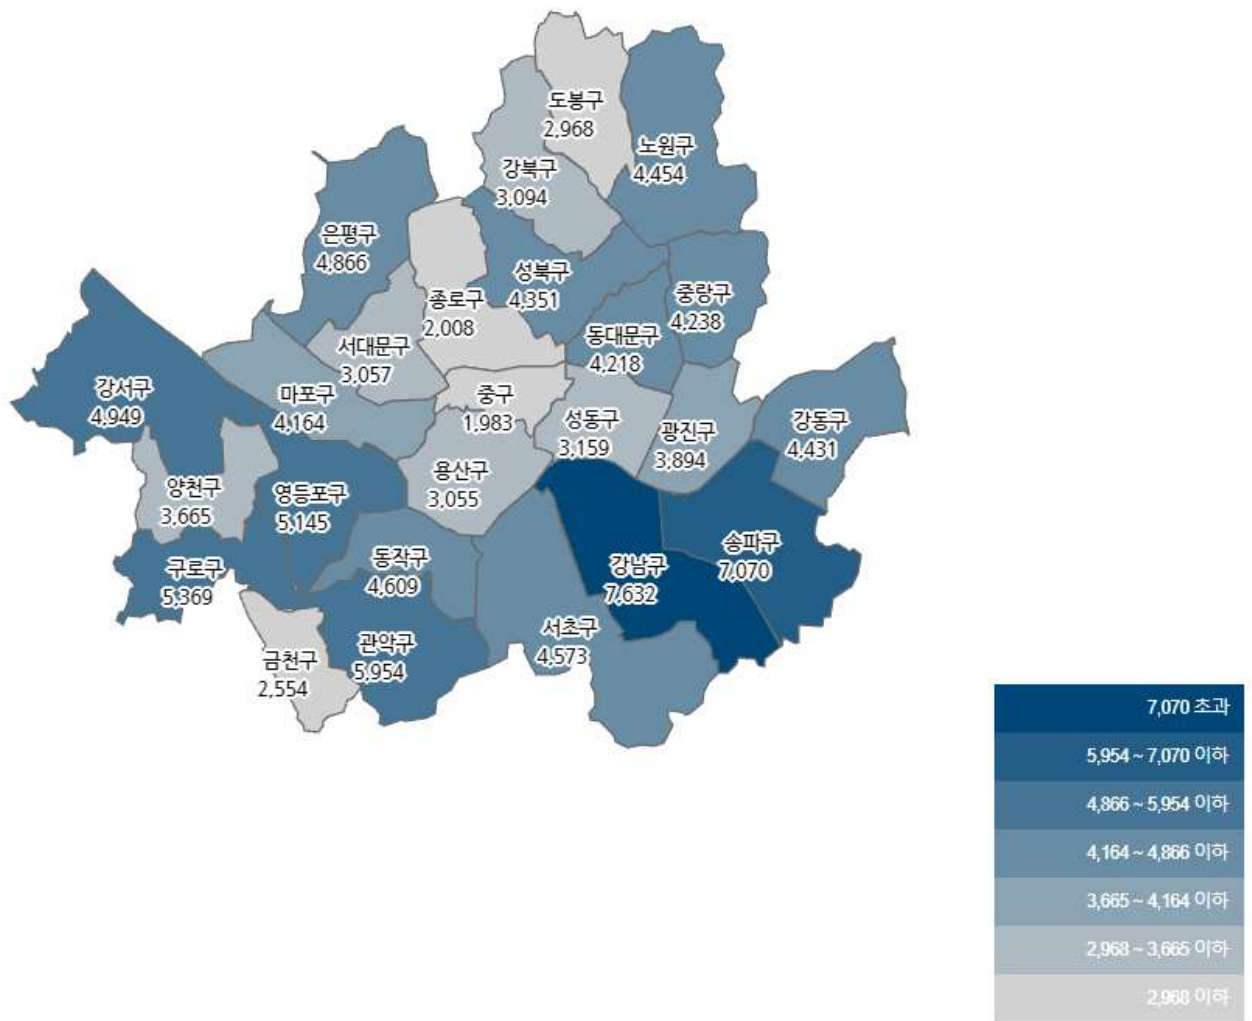 도봉구
2,968
노원구
4,454
강북구
3,094
은평구
4,866
성북구
4,351
중랑구
4,238
종로구
2,008
동대문구
4,218
서대문구
3,057
강서구
4,949
마포구
4,164
중구
1,983
성동구
3,159
광진구
3,894
강동구
4,431
용산구
3,055
양천구
3,665
영등포구
5,145
송파구
7,070
동작구
4,609
강남구
7,632
구로구
5,369
서초구
4,573
관악구
5,954
금천구
2,554
7,070 초과
5,954 ~ 7,070 이하
4,866 ~ 5,954 이하
4,164 ~ 4,866 이하
3,665 ~ 4,164 이하
2,968 ~ 3,665 이하
2,968 이하